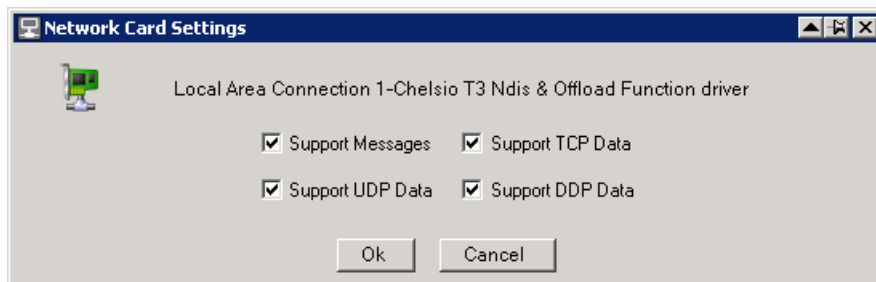 Network Card Settings
Local Area Connection 1-Chelsio T3 Ndis & Offload Function driver
Support Messages Support TCP Data
Support UDP Data Support DDP Data
Ok Cancel